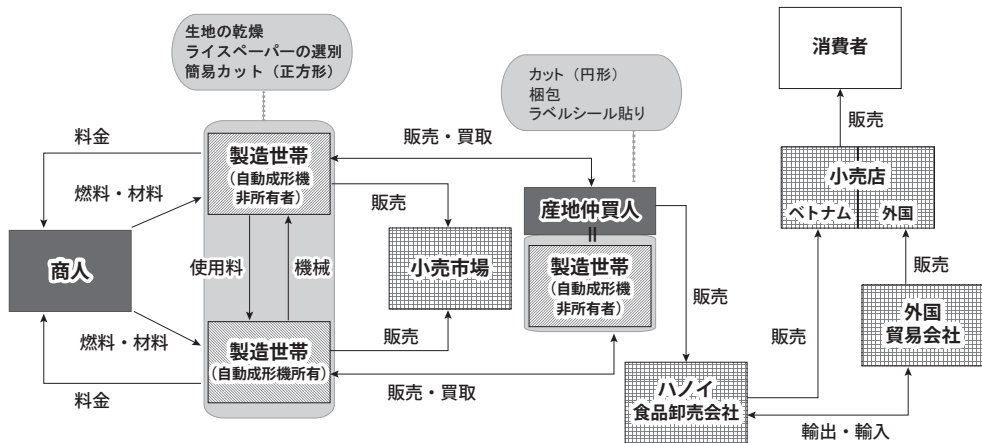 生地の乾燥
ライスペーパーの選別
簡易カット（正方形）
カット（円形）
梱包
ラベルシール貼り
消費者
販売
料金
燃料・材料
製造世帯
（自動成形機
非所有者）
販売・買取
販売
小売店
ベトナム
外国
産地仲買人
商人
使用料
機械
小売市場
製造世帯
（自動成形機
非所有者）
販売
販売
外国
貿易会社
燃料・材料
料金
製造世帯
（自動成形機所有）
販売
販売・買取
販売
ハノイ
食品卸売会社
輸出・輸入